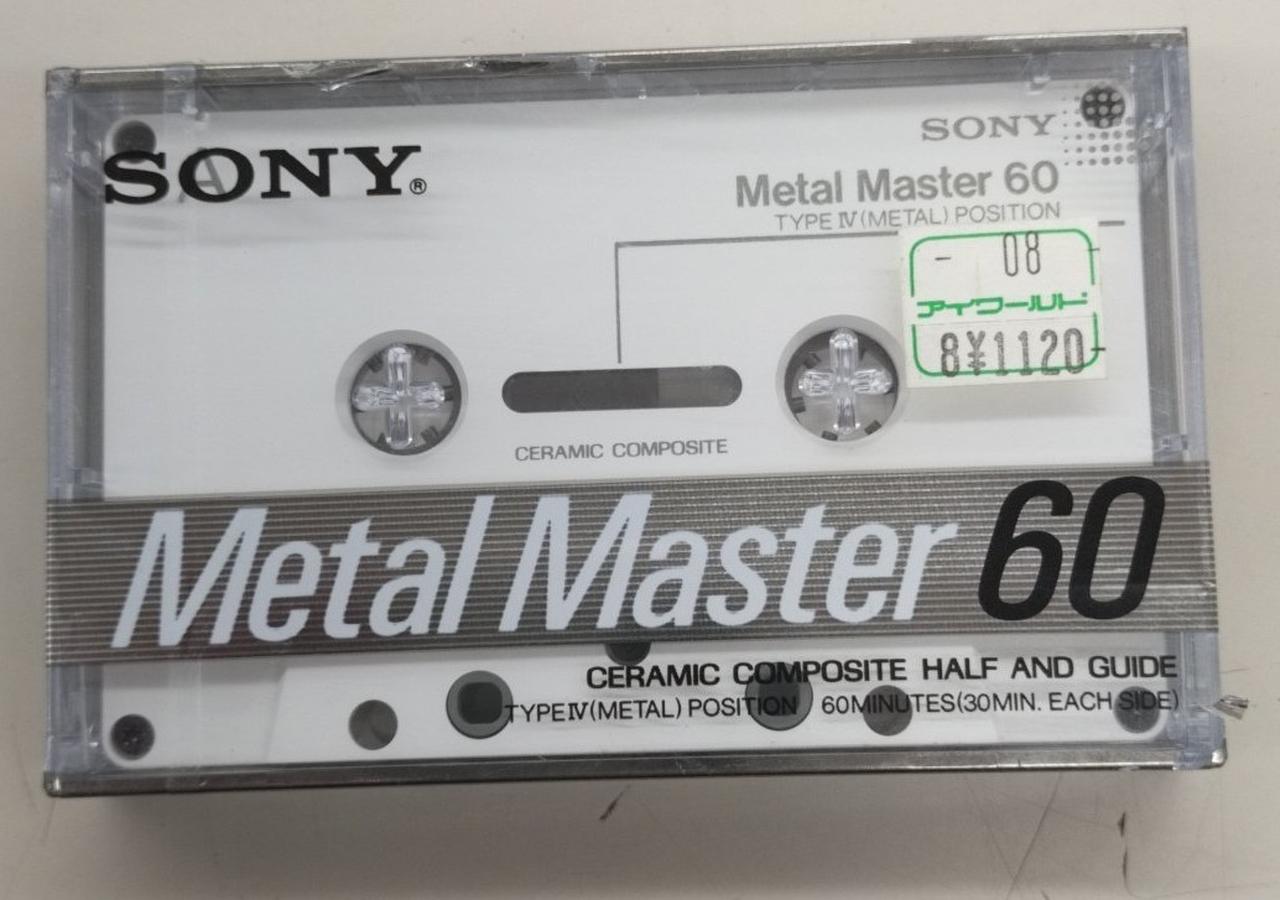 SONY
Metal Master 60
TYPE IV (METAL) POSITION
A
SONY®
- 08
アイワールド
8¥1120
CERAMIC COMPOSITE
Metal Master 60
CERAMIC COMPOSITE HALF AND GUIDE
TYPE IV (METAL) POSITION 60MINUTES(30MIN. EACH SIDE)